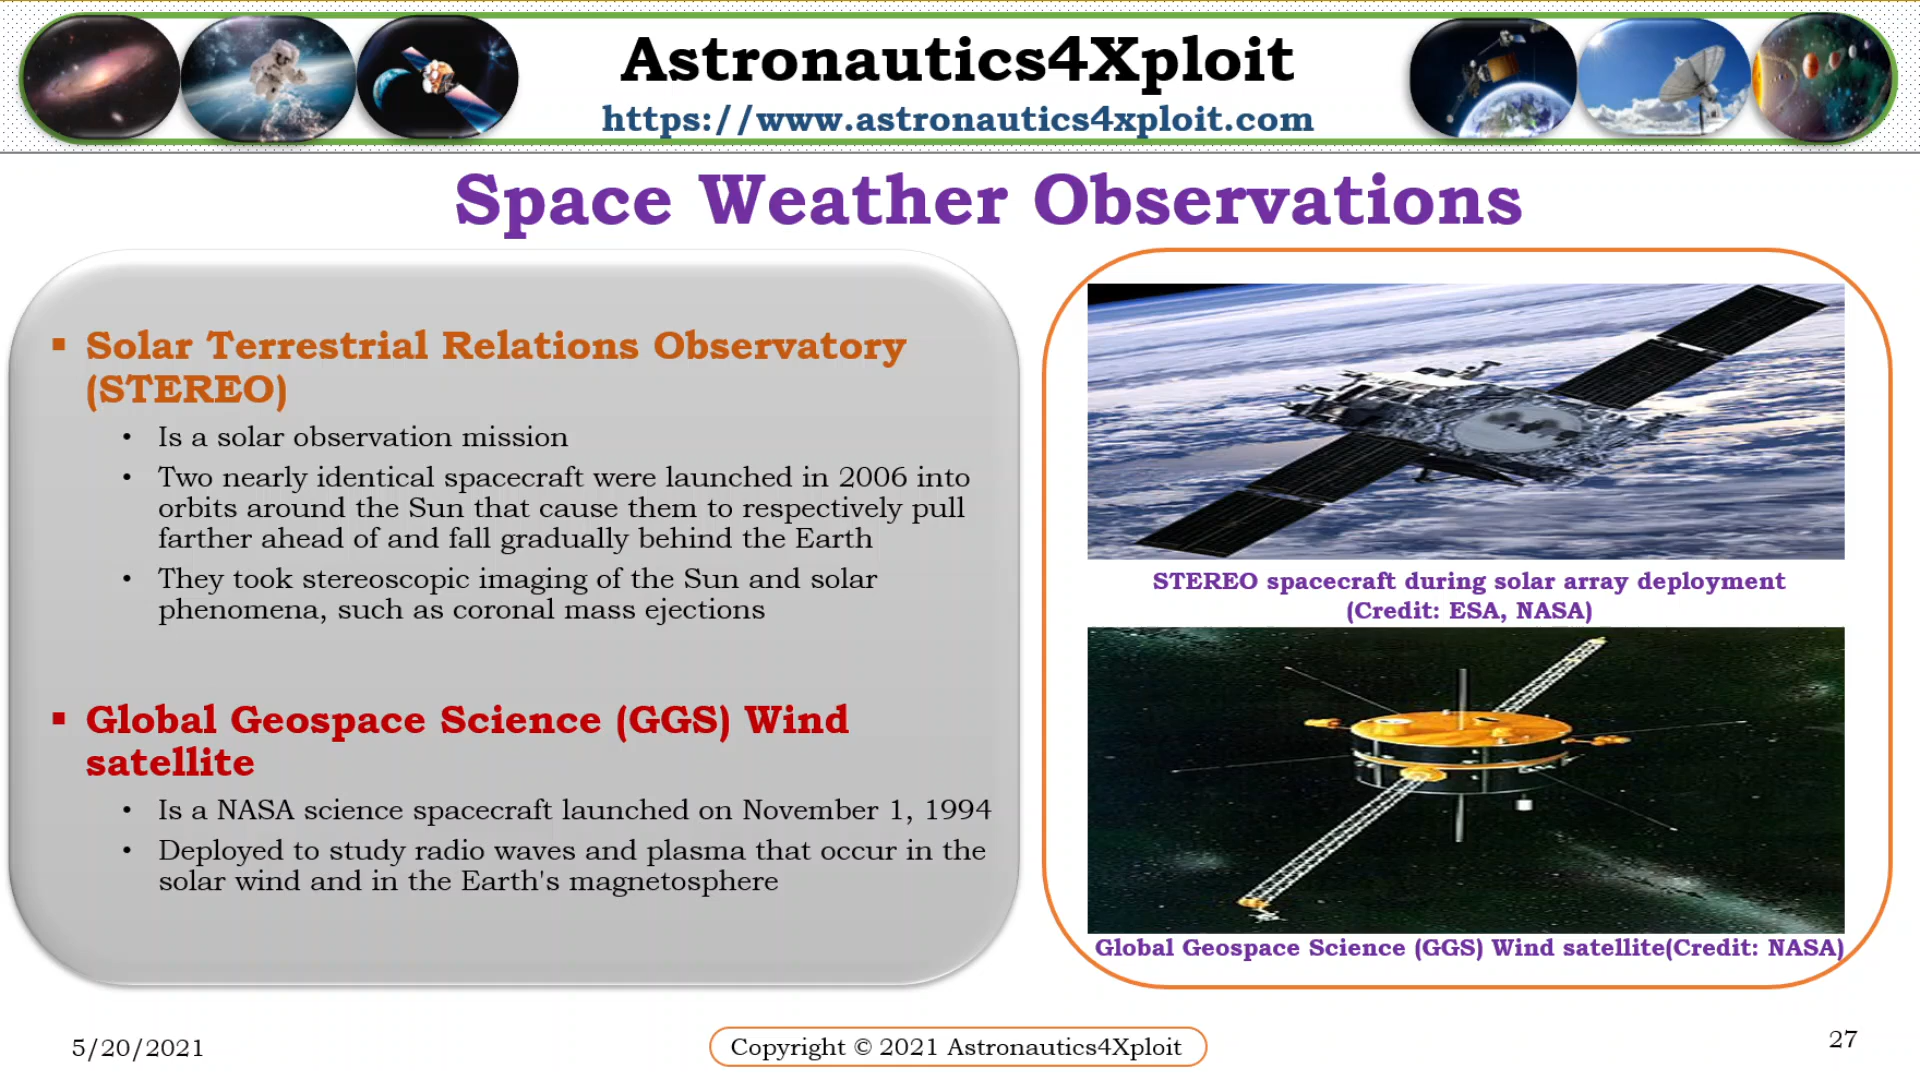 Astronautics4Xploit
https://www.astronautics4xploit.com
Space Weather Observations
▪ Solar Terrestrial Relations Observatory
(STEREO)
• Is a solar observation mission
• Two nearly identical spacecraft were launched in 2006 into
orbits around the Sun that cause them to respectively pull
farther ahead of and fall gradually behind the Earth
• They took stereoscopic imaging of the Sun and solar
phenomena, such as coronal mass ejections
▪ Global Geospace Science (GGS) Wind
satellite
• Is a NASA science spacecraft launched on November 1, 1994
• Deployed to study radio waves and plasma that occur in the
solar wind and in the Earth's magnetosphere
STEREO spacecraft during solar array deployment
(Credit: ESA, NASA)
Global Geospace Science (GGS) Wind satellite(Credit: NASA)
5/20/2021
Copyright © 2021 Astronautics4Xploit
27